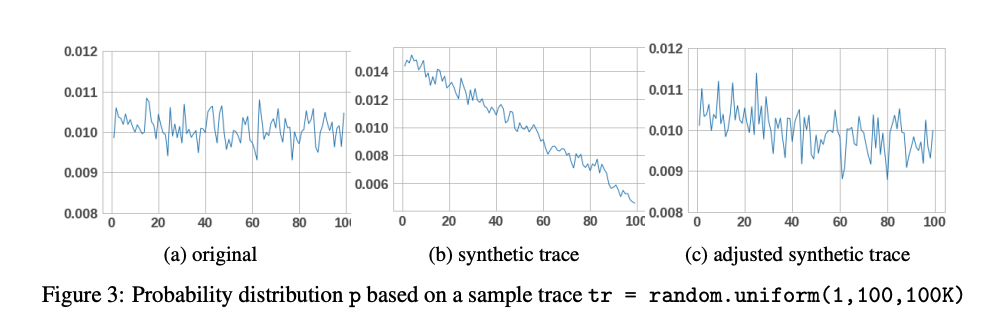 0.012
0.011
0.010
0.009
0.008
0 20 40 60 80 10
(a) original
0.014
0.012
0.010
0.008
0.006
0 20 40 60 80 100
(b) synthetic trace
0.012
0.011
0.010
0.009
0.008
0 20 40 60 80 100
(c) adjusted synthetic trace
Figure 3: Probability distribution p based on a sample trace tr = random.uniform(1,100,100K)